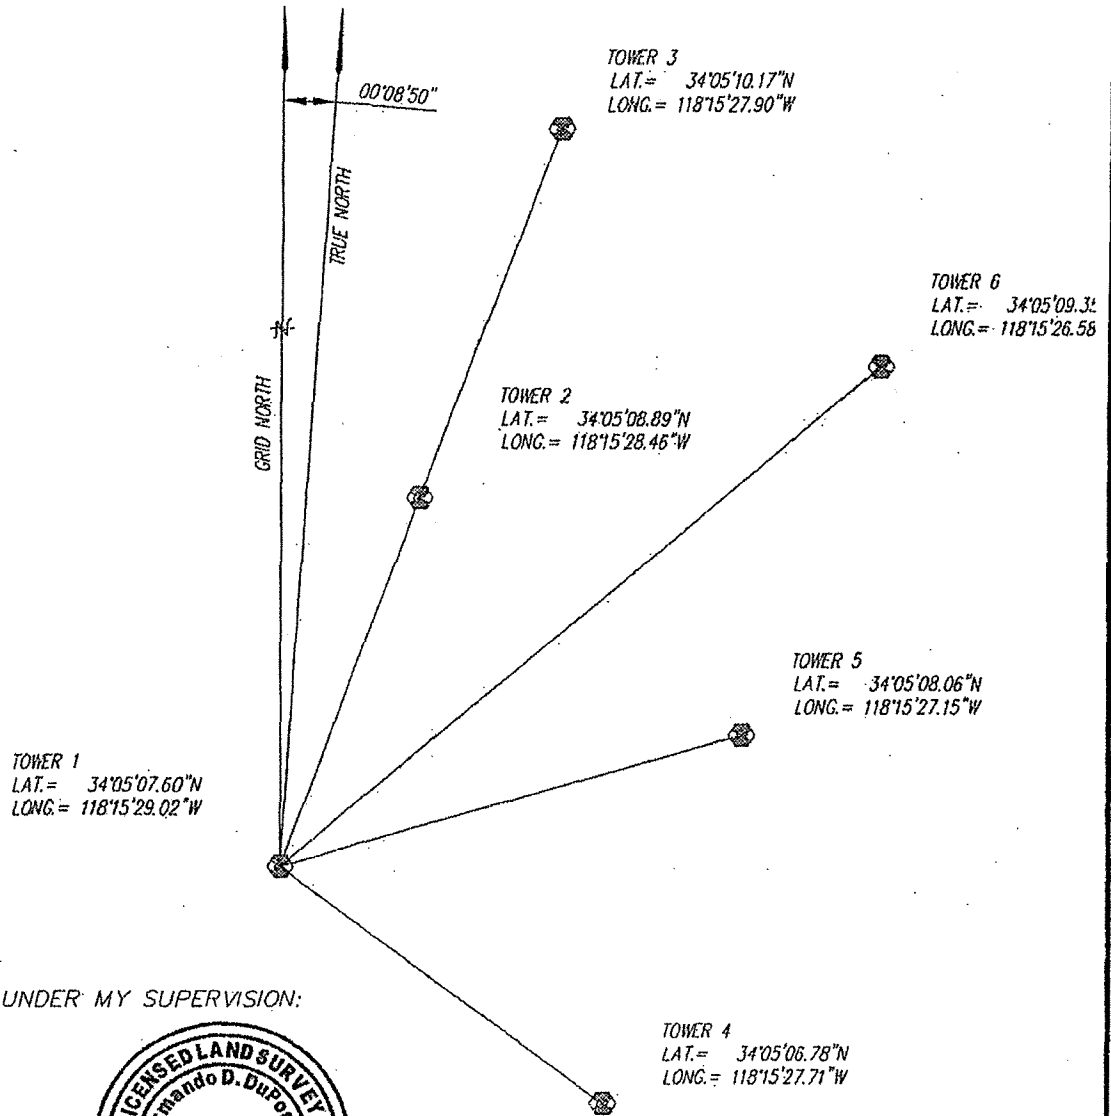 TOWER 3
LAT.= 34°05'10.17"N
LONG.= 118°15'27.90"W
00°08'50"
TRUE NORTH
GRID NORTH
N
TOWER 6
LAT.= 34°05'09.3
LONG.= 118°15'26.58
TOWER 2
LAT.= 34°05'08.89"N
LONG.= 118°15'28.46"W
TOWER 5
LAT.= 34°05'08.06"N
LONG.= 118°15'27.15"W
TOWER 1
LAT.= 34°05'07.60"N
LONG.= 118°15'29.02"W
UNDER MY SUPERVISION:
TOWER 4
LAT.= 34°05'06.78"N
LONG.= 118°15'27.71"W
LAND SURVEY
D. DuPo